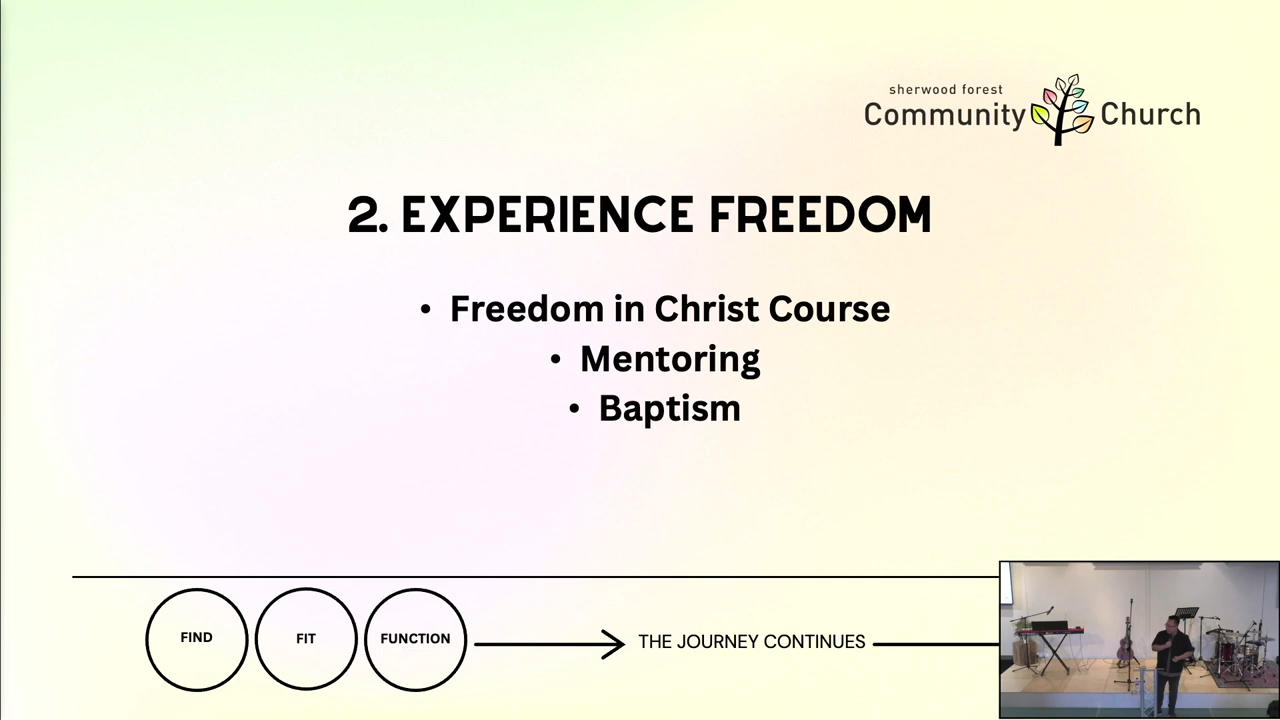 sherwood forest
Community Church
2. EXPERIENCE FREEDOM
• Freedom in Christ Course
• Mentoring
• Baptism
FIND FIT FUNCTION THE JOURNEY CONTINUES